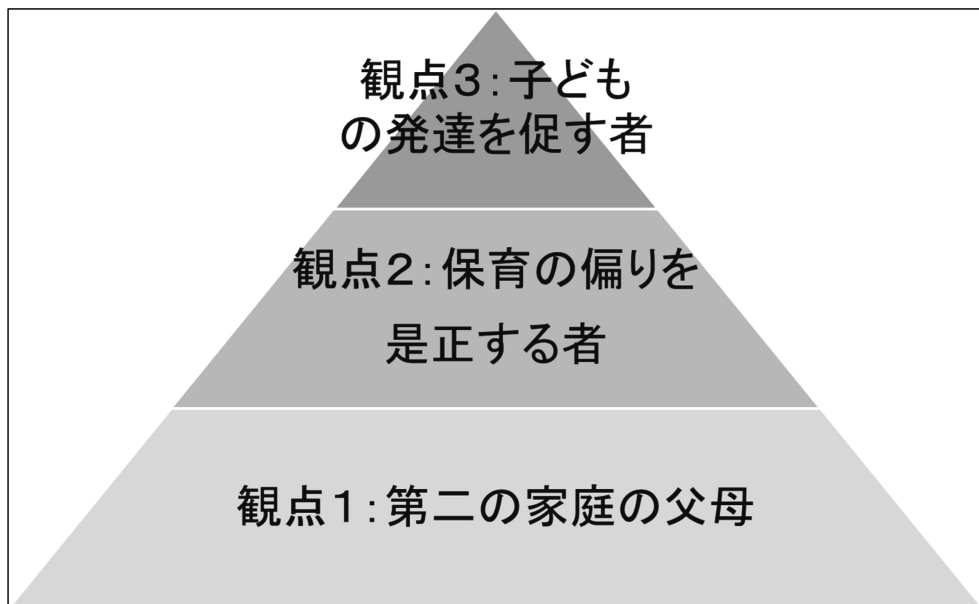 観点3：子ども
の発達を促す者
観点2：保育の偏りを
是正する者
観点1：第二の家庭の父母